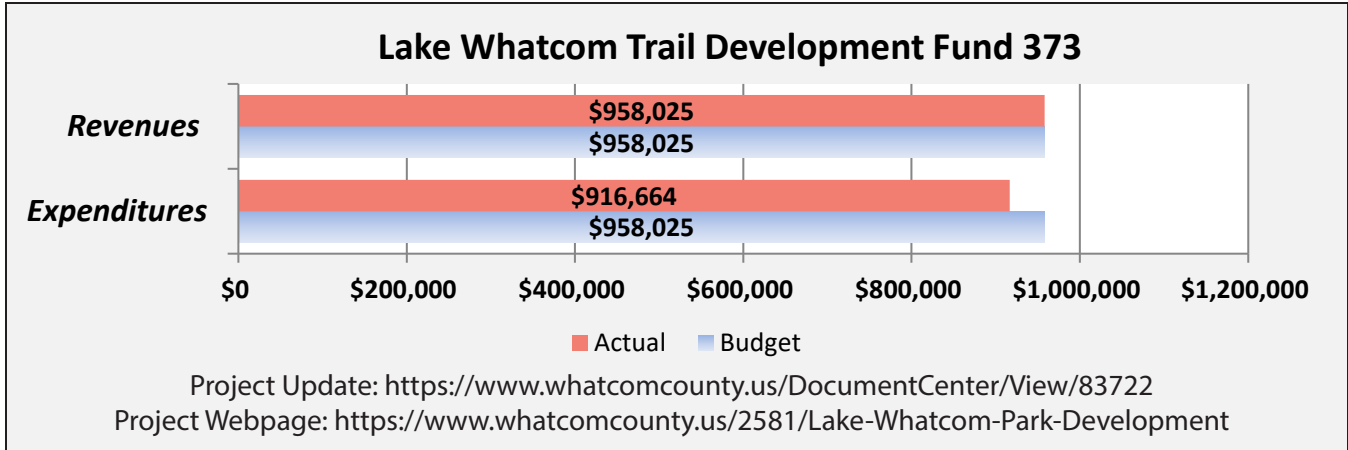 Lake Whatcom Trail Development Fund 373
Revenues
$958,025
$958,025
Expenditures
$916,664
$958,025
$0 $200,000 $400,000 $600,000 $800,000 $1,000,000 $1,200,000
Actual Budget
Project Update: https://www.whatcomcounty.us/DocumentCenter/View/83722
Project Webpage: https://www.whatcomcounty.us/2581/Lake-Whatcom-Park-Development